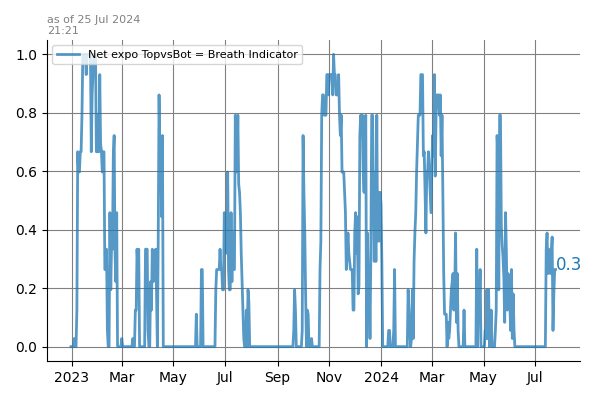 as of 25 Jul 2024
21:21
Net expo TopvsBot = Breath Indicator
1.0
0.8
0.6
0.4
0.2
0.0
0.3
2023 Mar May Jul Sep Nov 2024 Mar May Jul